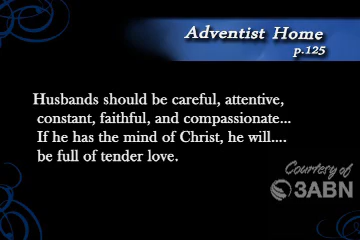 Adventist Home
p.125
Husbands should be careful, attentive,
constant, faithful, and compassionate...
If he has the mind of Christ, he will....
be full of tender love.
Courtesy of
3ABN